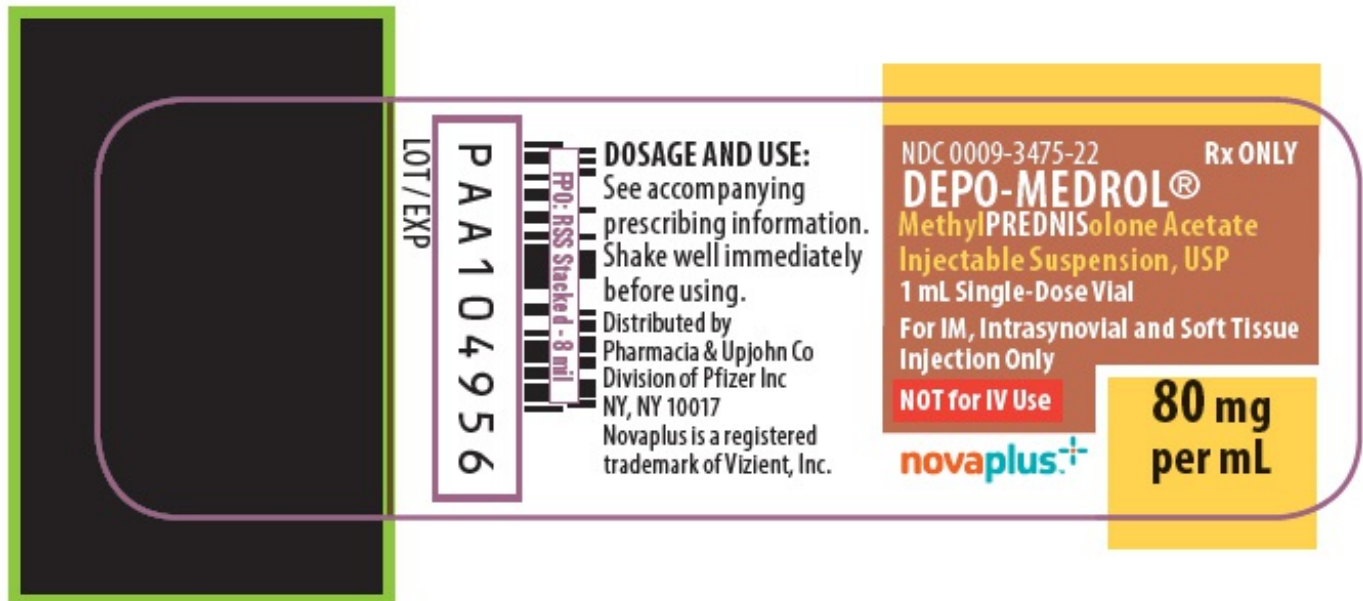 LOT / EXP
PAA104956
FPO: RSS Stacked - 8 mil
DOSAGE AND USE:
See accompanying
prescribing information.
Shake well immediately
before using.
Distributed by
Pharmacia & Upjohn Co
Division of Pfizer Inc
NY, NY 10017
Novaplus is a registered
trademark of Vizient, Inc.
NDC 0009-3475-22 Rx ONLY
DEPO-MEDROL®
MethylPREDNISolone Acetate
Injectable Suspension, USP
1 mL Single-Dose Vial
For IM, Intrasynovial and Soft Tissue
Injection Only
NOT for IV Use
novaplus
80 mg
per mL